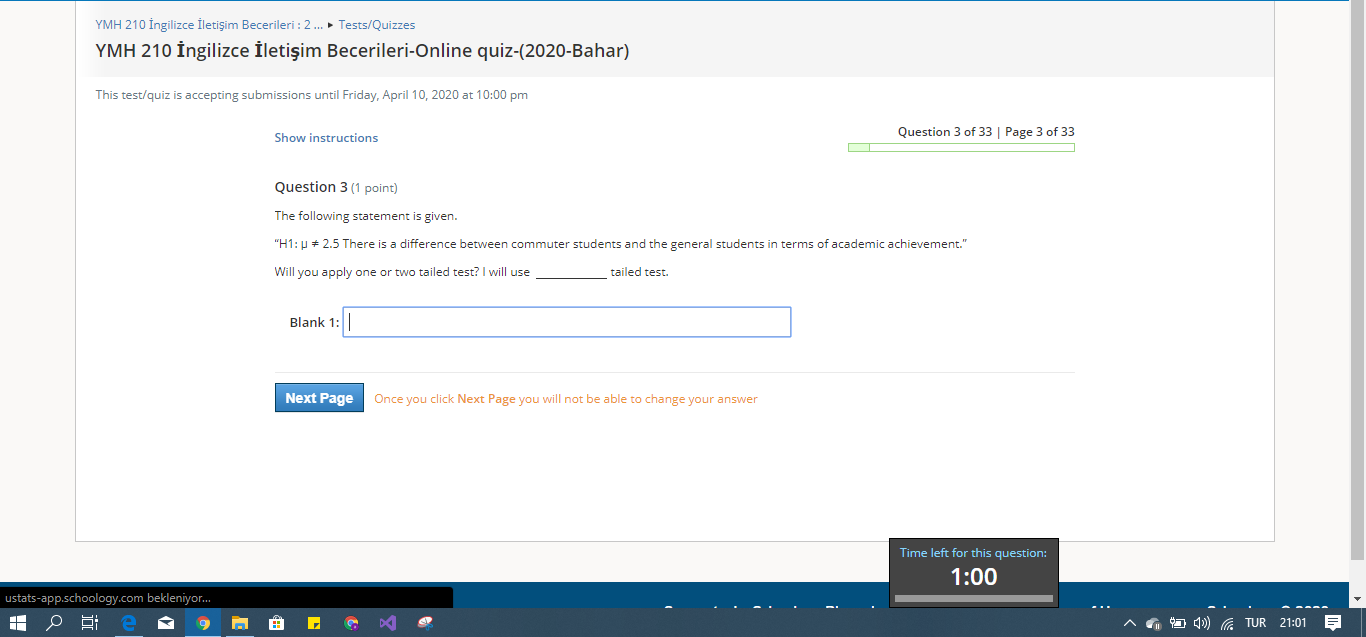 YMH 210 İngilizce İletişim Becerileri : 2 ... ▸ Tests/Quizzes
YMH 210 İngilizce İletişim Becerileri-Online quiz-(2020-Bahar)
This test/quiz is accepting submissions until Friday, April 10, 2020 at 10:00 pm
Show instructions
Question 3 of 33 | Page 3 of 33
Question 3 (1 point)
The following statement is given.
“H1: µ ≠ 2.5 There is a difference between commuter students and the general students in terms of academic achievement.”
Will you apply one or two tailed test? I will use ___________ tailed test.
Blank 1:
Next Page Once you click Next Page you will not be able to change your answer
Time left for this question:
1:00
ustats-app.schoology.com bekleniyor...
TUR 21:01